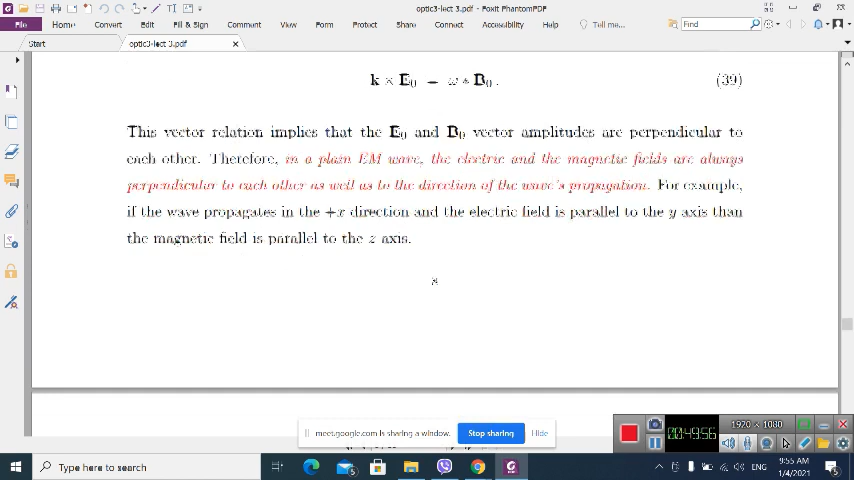 optic3-lect 3.pdf - Foxit PhantomPDF
File Home Convert Edit Fill & Sign Comment View Form Protect Share Connect Accessibility Help Tell me... Find
Start optic3-lect 3.pdf
k × E₀ = ω * B₀ . (39)
This vector relation implies that the E₀ and B₀ vector amplitudes are perpendicular to
each other. Therefore, in a plain EM wave, the electric and the magnetic fields are always
perpendicular to each other as well as to the direction of the wave's propagation. For example,
if the wave propagates in the +x direction and the electric field is parallel to the y axis than
the magnetic field is parallel to the z axis.
meet.google.com is sharing a window. Stop sharing Hide
00:49:56
1920 × 1080
Type here to search
ENG
9:55 AM
1/4/2021